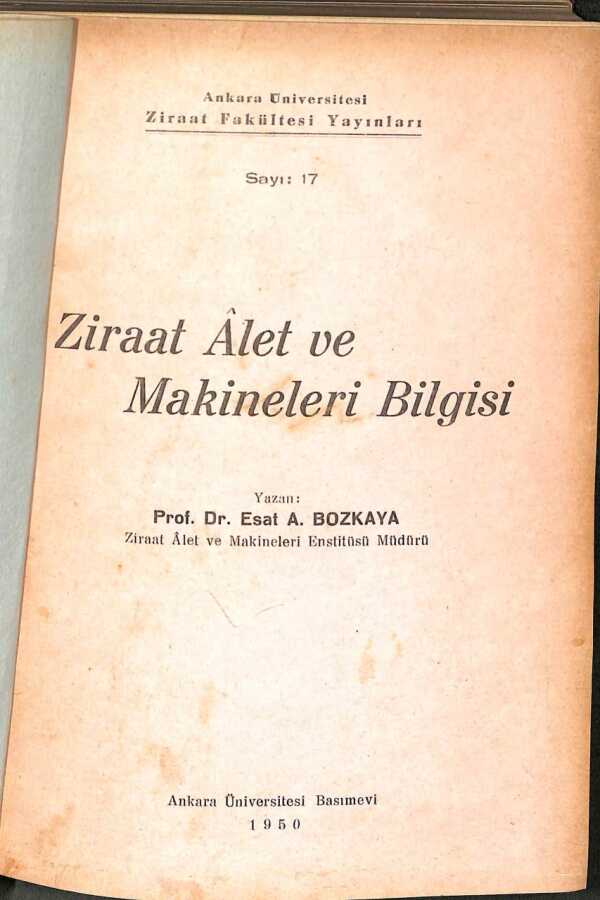 Ankara Üniversitesi
Ziraat Fakültesi Yayınları
Sayı: 17
Ziraat Âlet ve
Makineleri Bilgisi
Yazan:
Prof. Dr. Esat A. BOZKAYA
Ziraat Âlet ve Makineleri Enstitüsü Müdürü
Ankara Üniversitesi Basımevi
1950